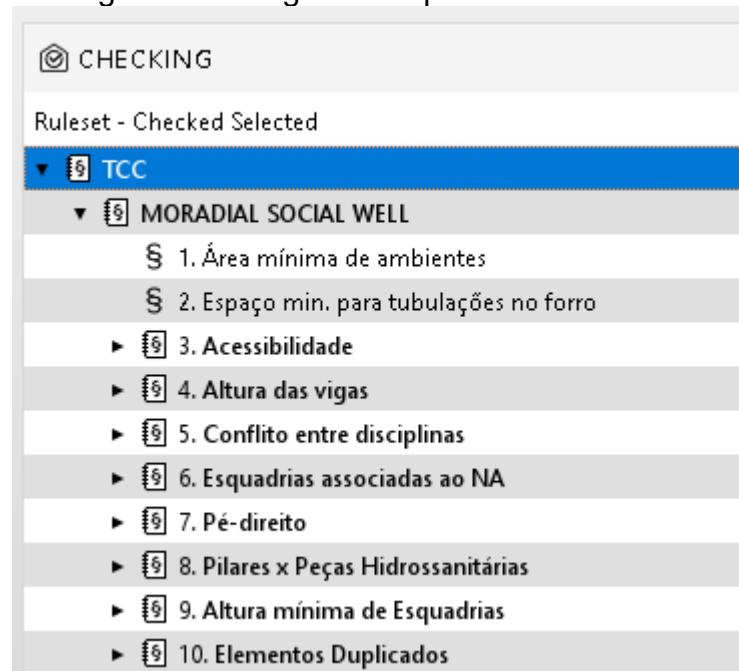 CHECKING
Ruleset - Checked Selected
TCC
MORADIAL SOCIAL WELL
§ 1. Área mínima de ambientes
§ 2. Espaço min. para tubulações no forro
3. Acessibilidade
4. Altura das vigas
5. Conflito entre disciplinas
6. Esquadrias associadas ao NA
7. Pé-direito
8. Pilares x Peças Hidrossanitárias
9. Altura mínima de Esquadrias
10. Elementos Duplicados